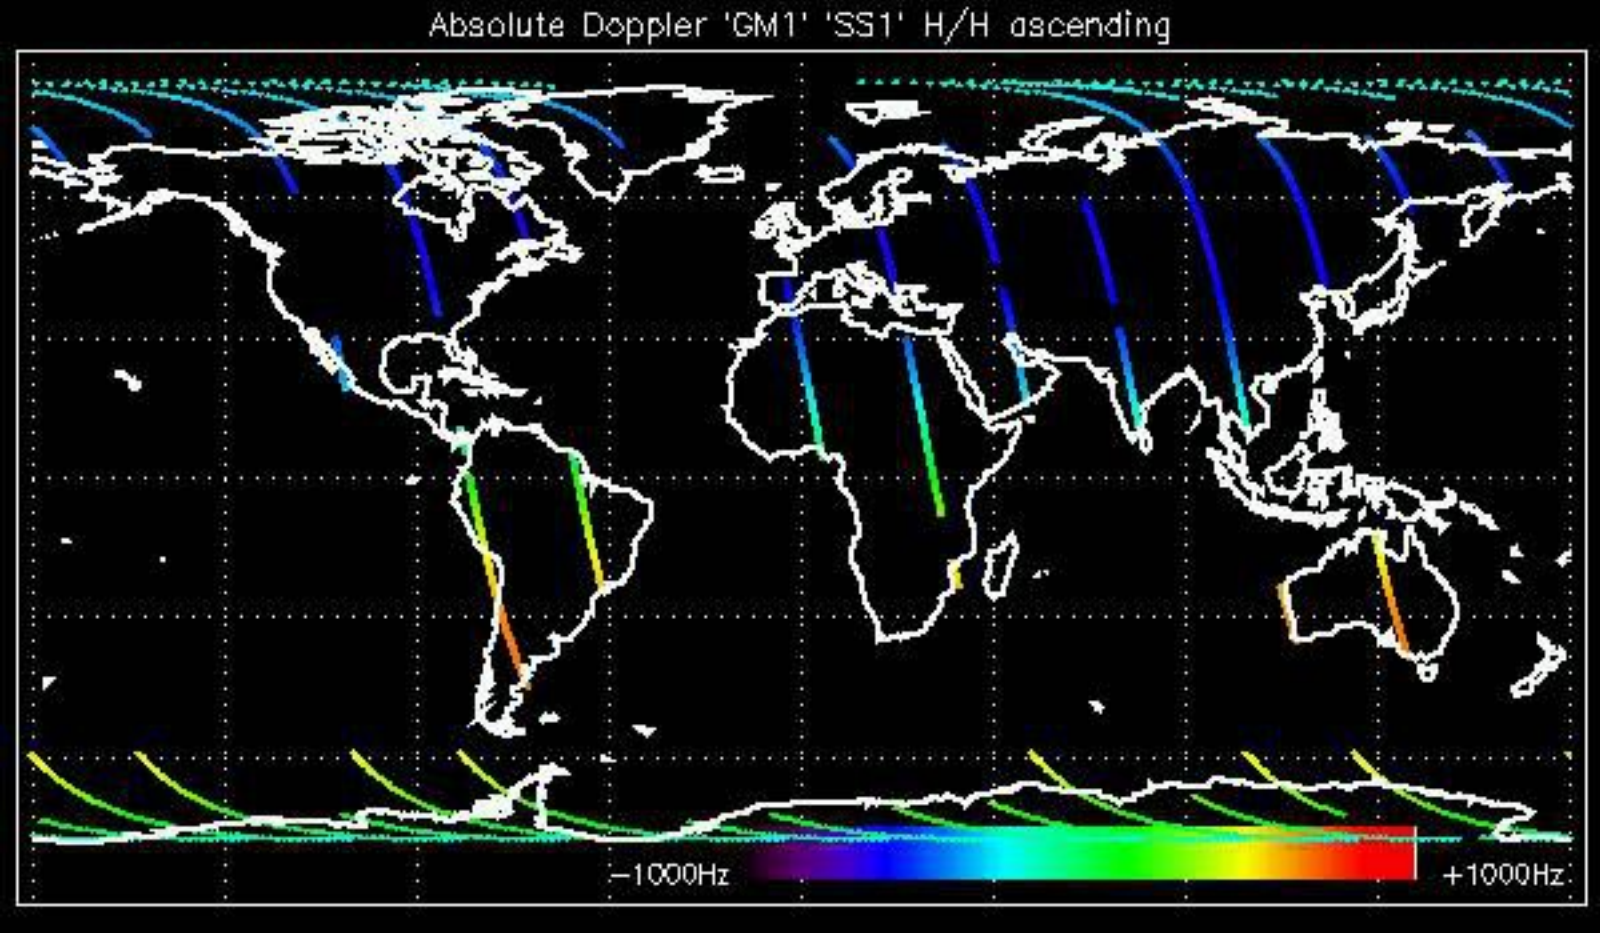 Absolute Doppler 'GM1' 'SS1' H/H ascending
-1000Hz +1000Hz